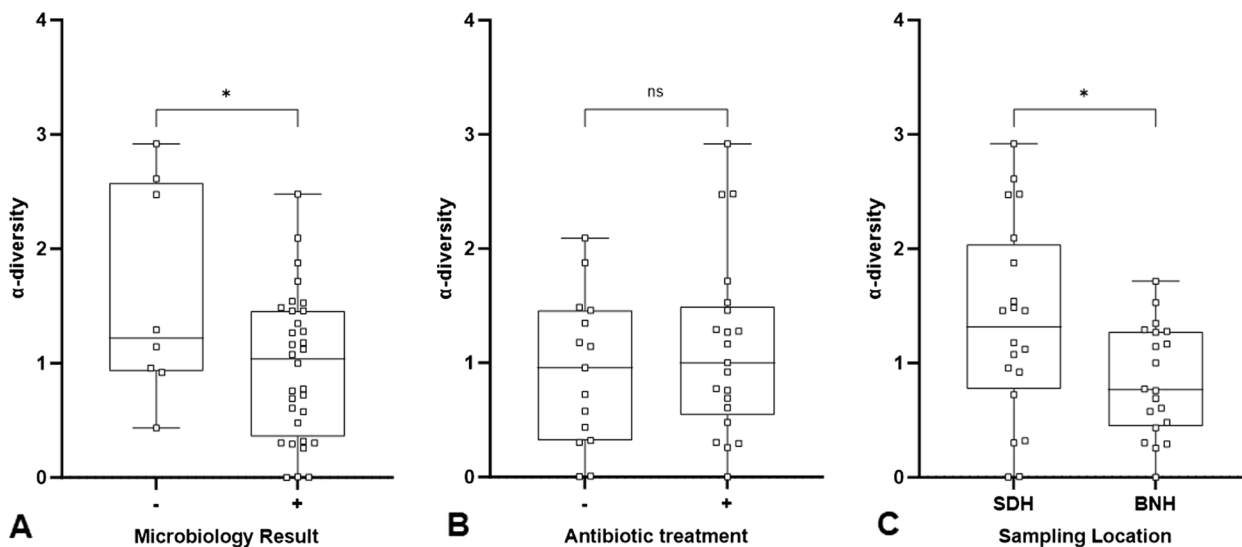 4
3
2
1
0
α-diversity
*
- +
A Microbiology Result
4
3
2
1
0
α-diversity
ns
- +
B Antibiotic treatment
4
3
2
1
0
α-diversity
*
SDH BNH
C Sampling Location